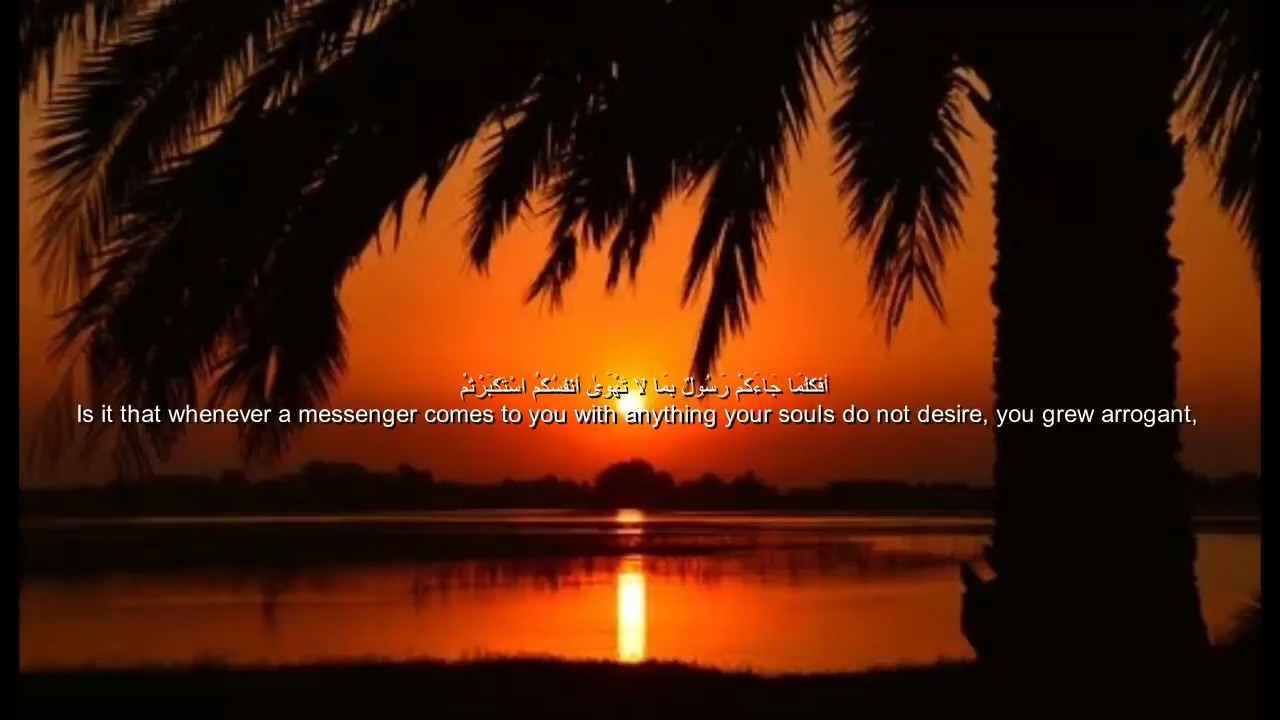 أَفَكُلَّمَا جَاءَكُمْ رَسُولٌ بِمَا لَا تَهْوَىٰ أَنفُسُكُمُ اسْتَكْبَرْتُمْ
Is it that whenever a messenger comes to you with anything your souls do not desire, you grew arrogant,